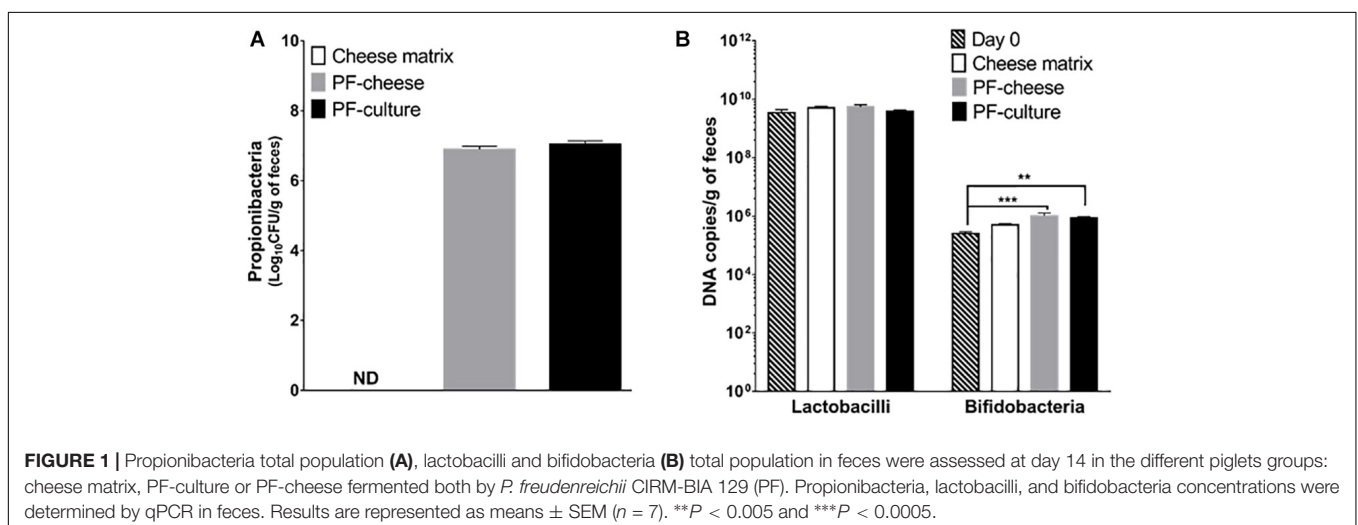 A
10
8
6
4
2
0
Propionibacteria
(Log₁₀CFU/g of feces)
Cheese matrix
PF-cheese
PF-culture
ND
B
10¹²
10¹⁰
10⁸
10⁶
10⁴
10²
10⁰
DNA copies/g of feces
Day 0
Cheese matrix
PF-cheese
PF-culture
**
***
Lactobacilli
Bifidobacteria
FIGURE 1 | Propionibacteria total population (A), lactobacilli and bifidobacteria (B) total population in feces were assessed at day 14 in the different piglets groups:
cheese matrix, PF-culture or PF-cheese fermented both by P. freudenreichii CIRM-BIA 129 (PF). Propionibacteria, lactobacilli, and bifidobacteria concentrations were
determined by qPCR in feces. Results are represented as means ± SEM (n = 7). **P < 0.005 and ***P < 0.0005.